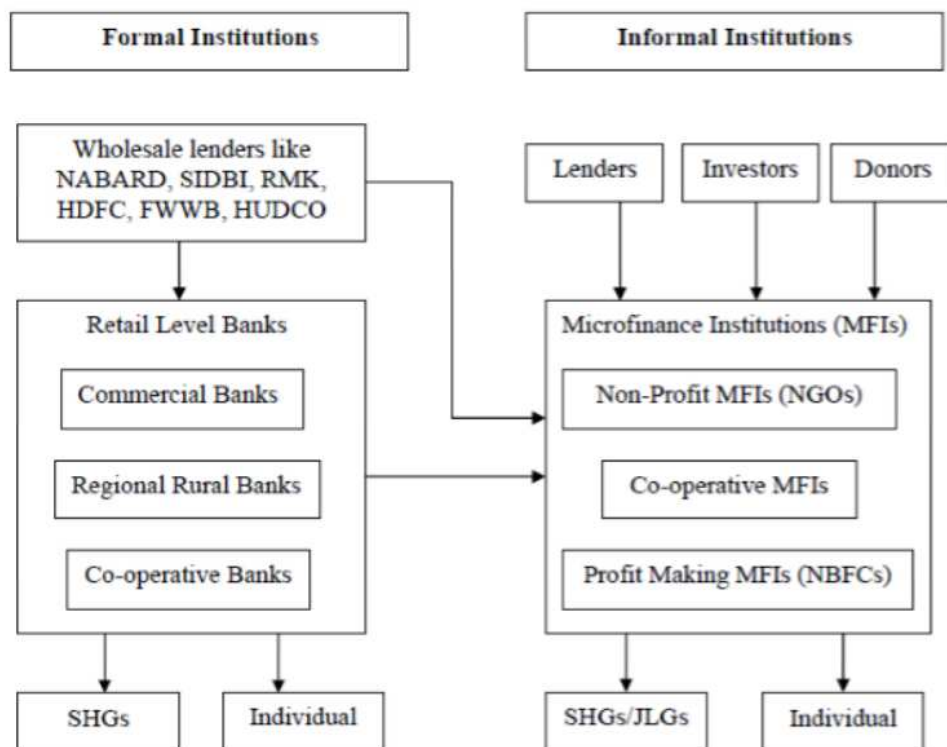 Formal Institutions
Informal Institutions
Wholesale lenders like
NABARD, SIDBI, RMK,
HDFC, FWWB, HUDCO
Lenders
Investors
Donors
Retail Level Banks
Commercial Banks
Regional Rural Banks
Co-operative Banks
Microfinance Institutions (MFIs)
Non-Profit MFIs (NGOs)
Co-operative MFIs
Profit Making MFIs (NBFCs)
SHGs
Individual
SHGs/JLGs
Individual